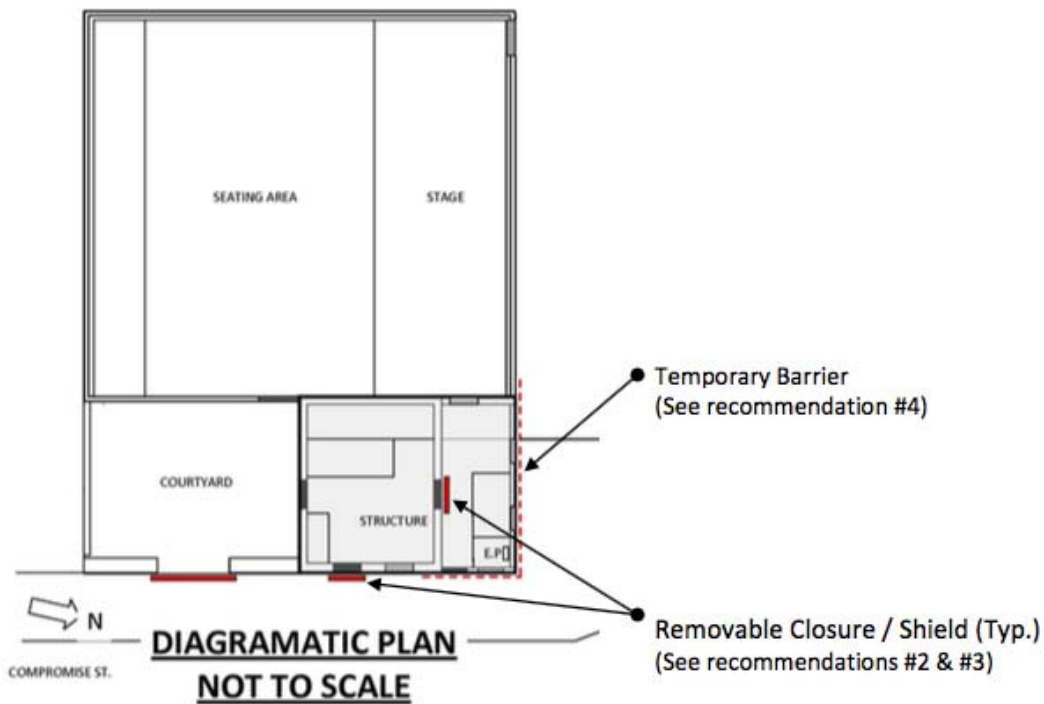 SEATING AREA
STAGE
Temporary Barrier
(See recommendation #4)
COURTYARD
STRUCTURE
E.P
N
DIAGRAMATIC PLAN
NOT TO SCALE
COMPROMISE ST.
Removable Closure / Shield (Typ.)
(See recommendations #2 & #3)